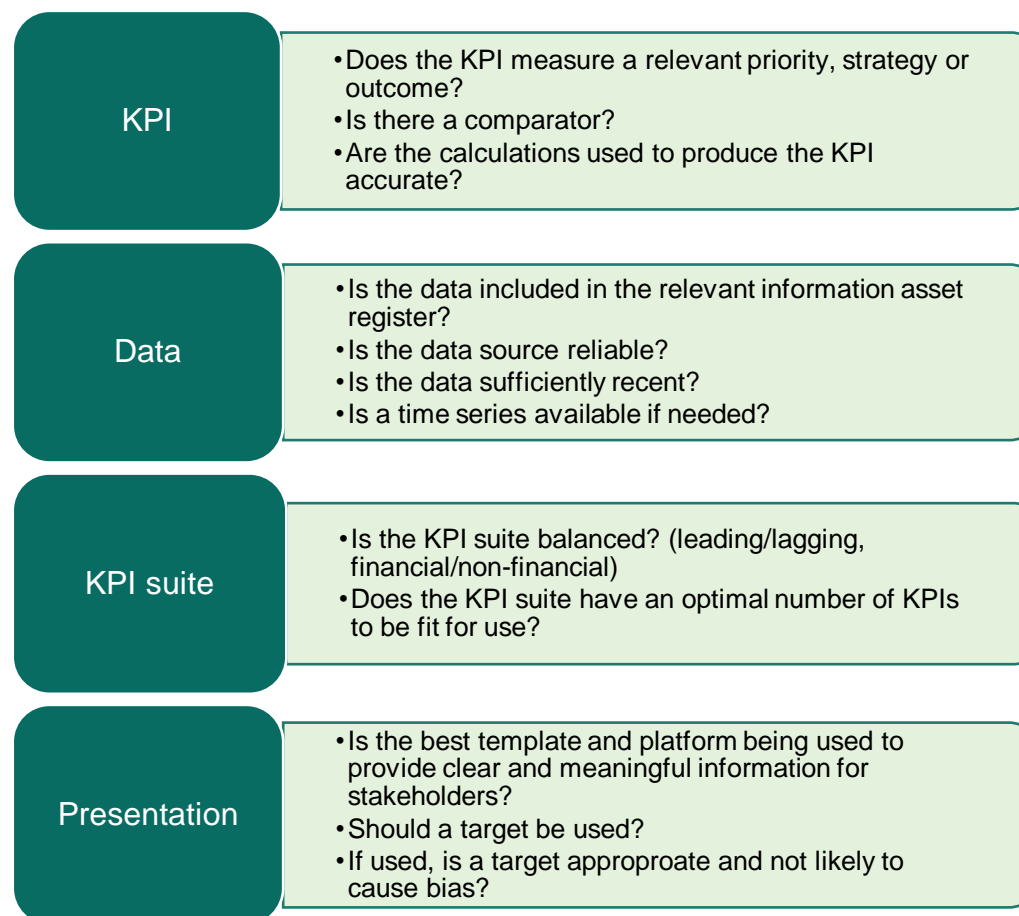 KPI
•Does the KPI measure a relevant priority, strategy or
outcome?
•Is there a comparator?
•Are the calculations used to produce the KPI
accurate?
Data
•Is the data included in the relevant information asset
register?
•Is the data source reliable?
•Is the data sufficiently recent?
•Is a time series available if needed?
KPI suite
•Is the KPI suite balanced? (leading/lagging,
financial/non-financial)
•Does the KPI suite have an optimal number of KPIs
to be fit for use?
Presentation
•Is the best template and platform being used to
provide clear and meaningful information for
stakeholders?
•Should a target be used?
•If used, is a target approproate and not likely to
cause bias?